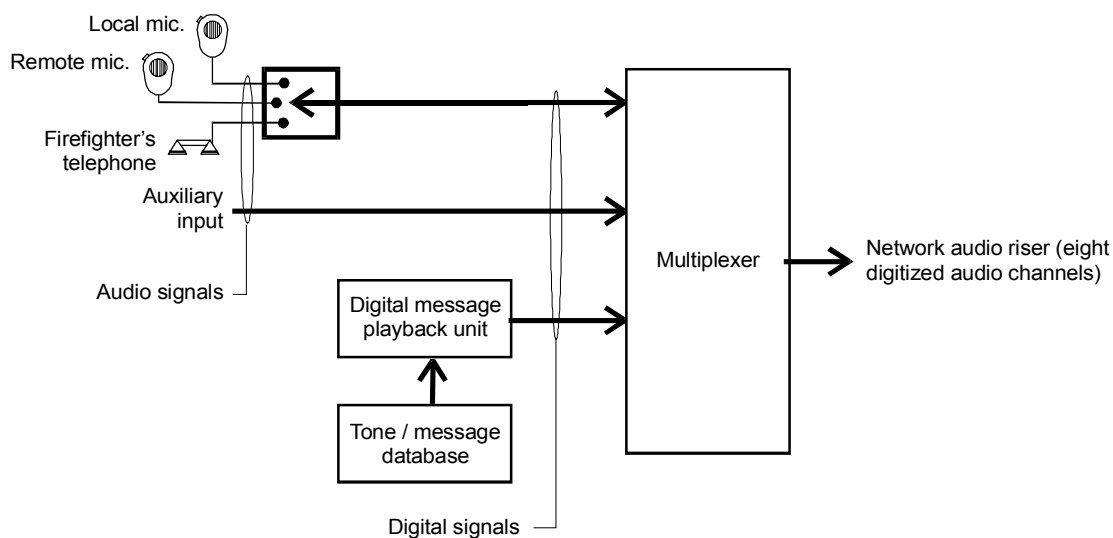 Local mic.
Remote mic.
Firefighter's
telephone
Auxiliary
input
Audio signals
Digital message
playback unit
Tone / message
database
Digital signals
Multiplexer
Network audio riser (eight
digitized audio channels)